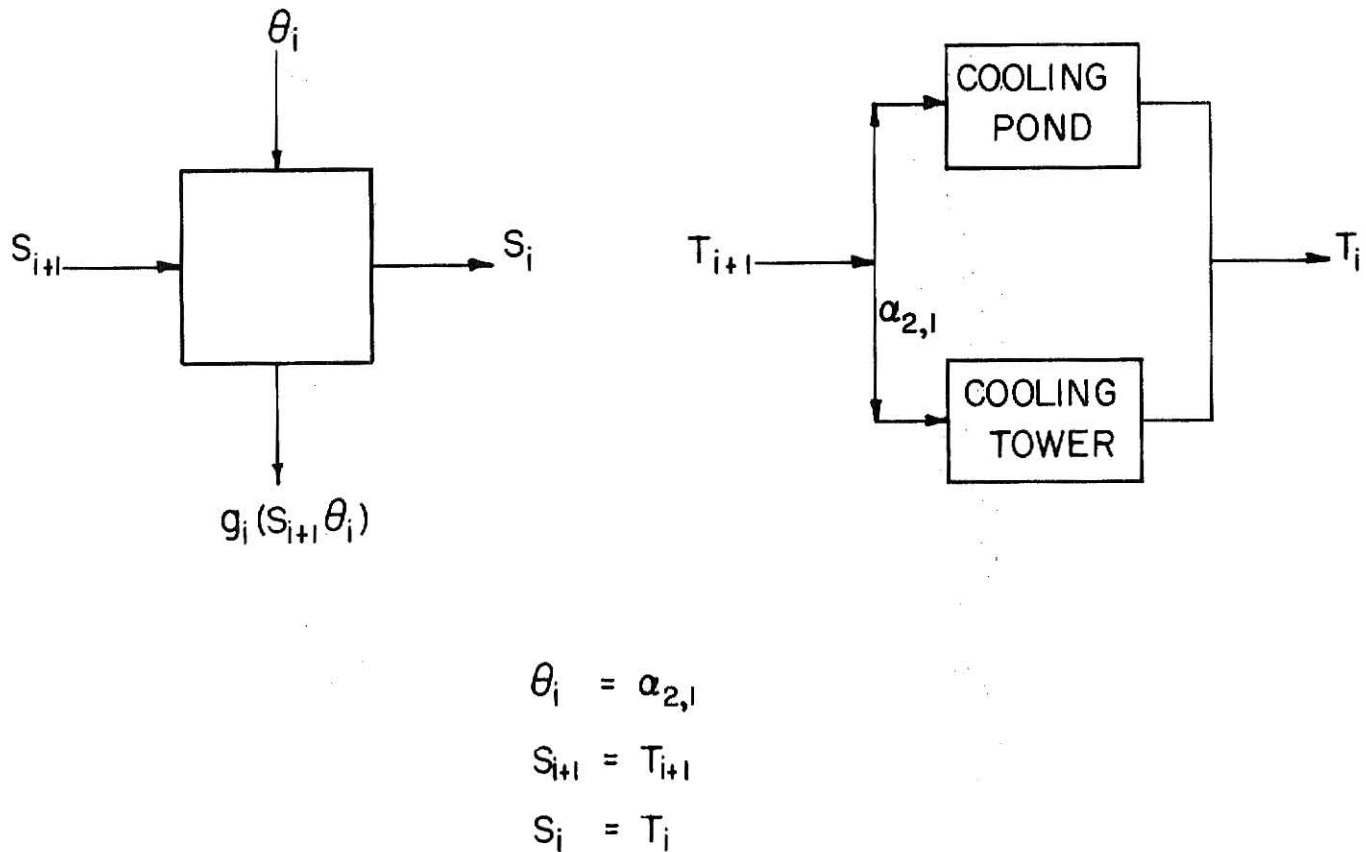 θᵢ
Sᵢ₊₁
Sᵢ
gᵢ(Sᵢ₊₁ θᵢ)
COOLING
POND
Tᵢ₊₁
Tᵢ
α₂,₁
COOLING
TOWER
θᵢ = α₂,₁
Sᵢ₊₁ = Tᵢ₊₁
Sᵢ = Tᵢ